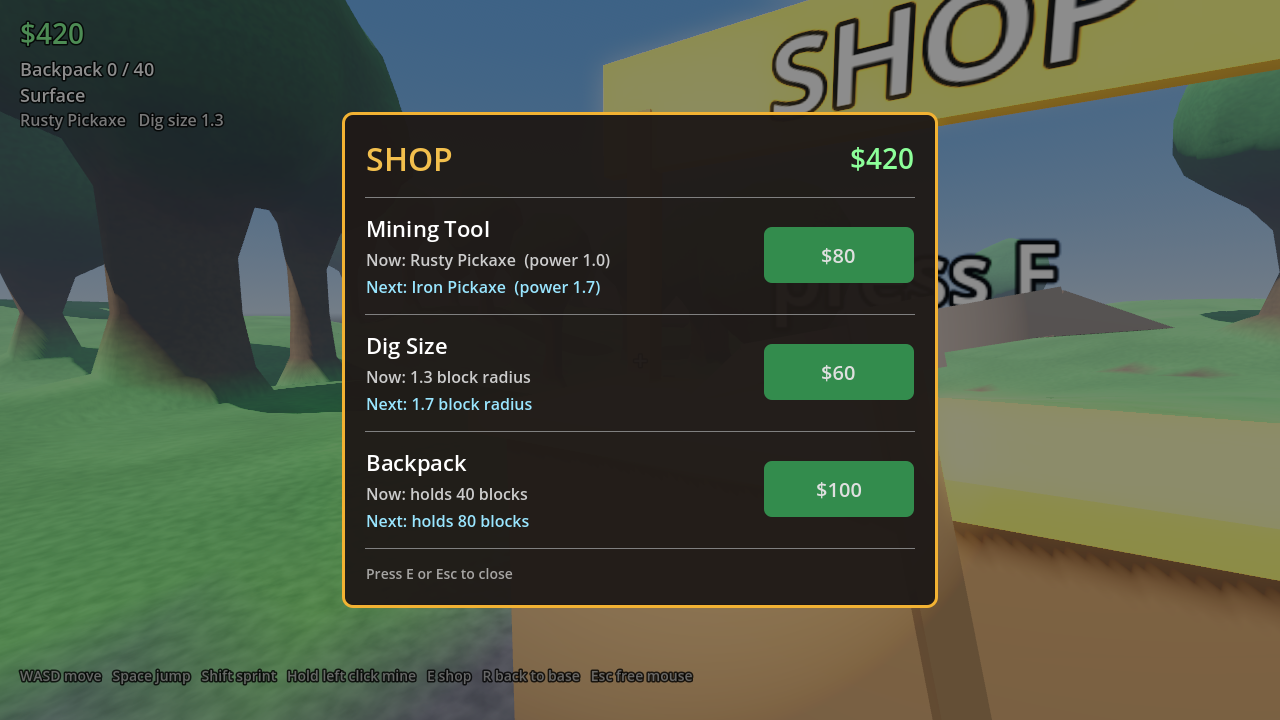 $420
Backpack 0 / 40
Surface
Rusty Pickaxe Dig size 1.3
SHOP
SHOP $420
Mining Tool
Now: Rusty Pickaxe (power 1.0)
Next: Iron Pickaxe (power 1.7)
$80
press E
Dig Size
Now: 1.3 block radius
Next: 1.7 block radius
$60
Backpack
Now: holds 40 blocks
Next: holds 80 blocks
$100
Press E or Esc to close
WASD move Space jump Shift sprint Hold left click mine E shop R back to base Esc free mouse